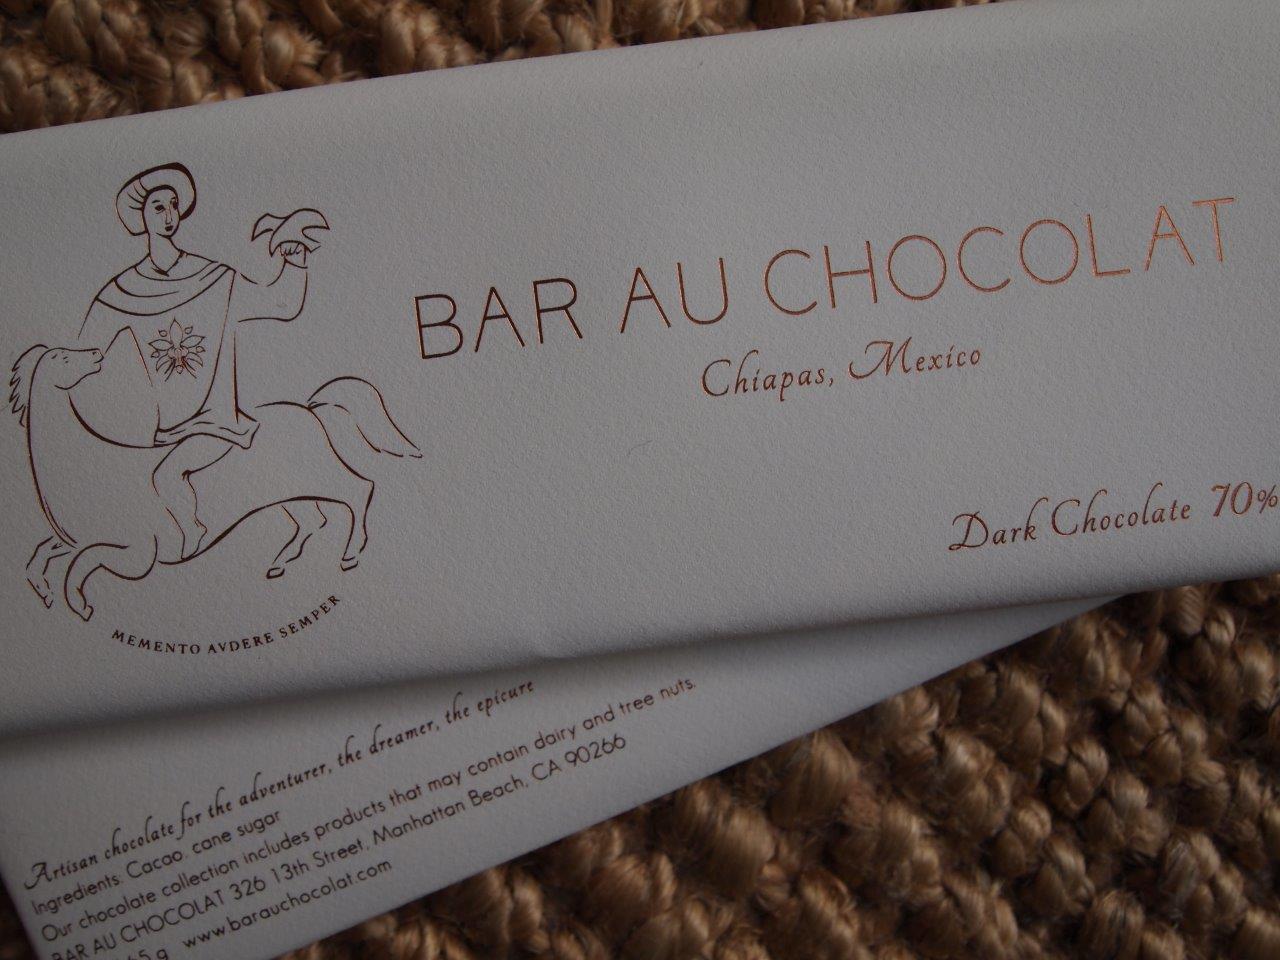 BAR AU CHOCOLAT
Chiapas, Mexico
Dark Chocolate 70%
MEMENTO AVDERE SEMPER
Artisan chocolate for the adventurer, the dreamer, the epicure
Ingredients: Cacao, cane sugar
Our chocolate collection includes products that may contain dairy and tree nuts.
BAR AU CHOCOLAT 326 13th Street, Manhattan Beach, CA 90266
g www.barauchocolat.com